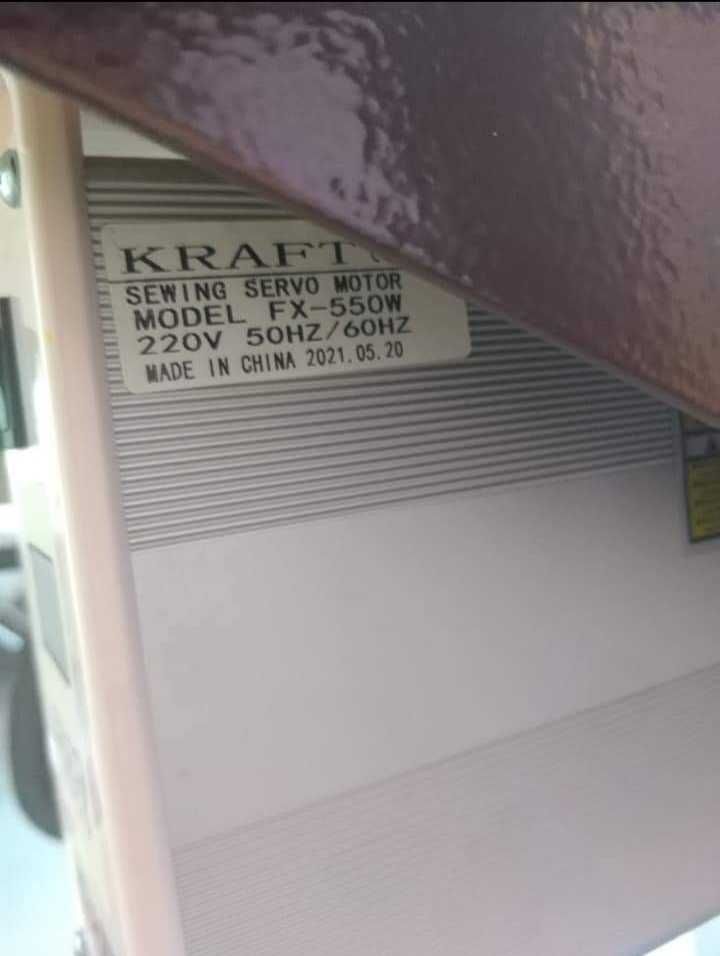 KRAFT
SEWING SERVO MOTOR
MODEL FX-550W
220V 50HZ/60HZ
MADE IN CHINA 2021.05.20